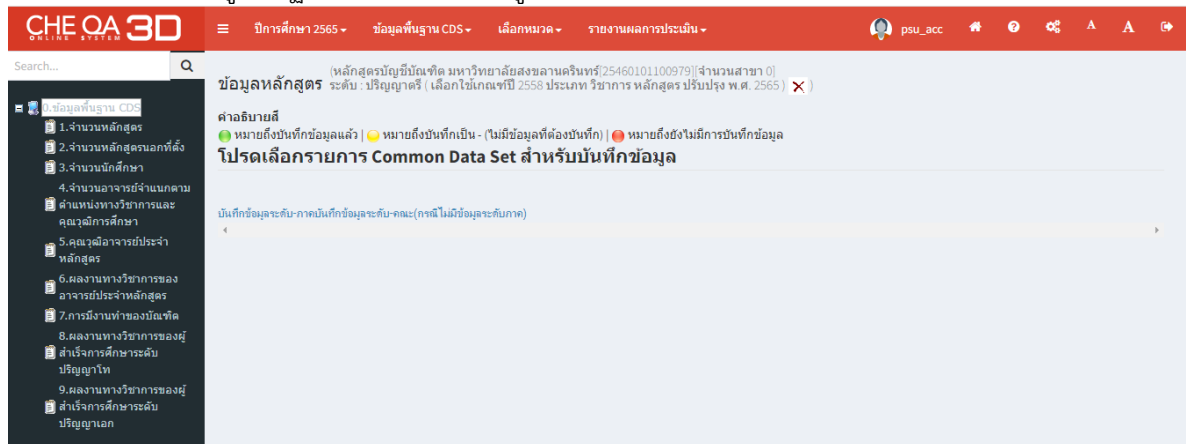 CHE QA 3D
ONLINE SYSTEM
ปีการศึกษา 2565
ข้อมูลพื้นฐาน CDS
เลือกหมวด
รายงานผลการประเมิน
psu_acc
A
A
Search...
0.ข้อมูลพื้นฐาน CDS
1.จำนวนหลักสูตร
2.จำนวนหลักสูตรนอกที่ตั้ง
3.จำนวนนักศึกษา
4.จำนวนอาจารย์จำแนกตาม
ตำแหน่งทางวิชาการและ
คุณวุฒิการศึกษา
5.คุณวุฒิอาจารย์ประจำ
หลักสูตร
6.ผลงานทางวิชาการของ
อาจารย์ประจำหลักสูตร
7.การมีงานทำของบัณฑิต
8.ผลงานทางวิชาการของผู้
สำเร็จการศึกษาระดับ
ปริญญาโท
9.ผลงานทางวิชาการของผู้
สำเร็จการศึกษาระดับ
ปริญญาเอก
(หลักสูตรบัญชีบัณฑิต มหาวิทยาลัยสงขลานครินทร์[25460101100979][จำนวนสาขา 0]
ข้อมูลหลักสูตร ระดับ : ปริญญาตรี ( เลือกใช้เกณฑ์ปี 2558 ประเภท วิชาการ หลักสูตร ปรับปรุง พ.ศ. 2565 ) )
คำอธิบายสี
หมายถึงบันทึกข้อมูลแล้ว | หมายถึงบันทึกเป็น - (ไม่มีข้อมูลที่ต้องบันทึก) | หมายถึงยังไม่มีการบันทึกข้อมูล
โปรดเลือกรายการ Common Data Set สำหรับบันทึกข้อมูล
บันทึกข้อมูลระดับ-ภาคบันทึกข้อมูลระดับ-คณะ(กรณีไม่มีข้อมูลระดับภาค)